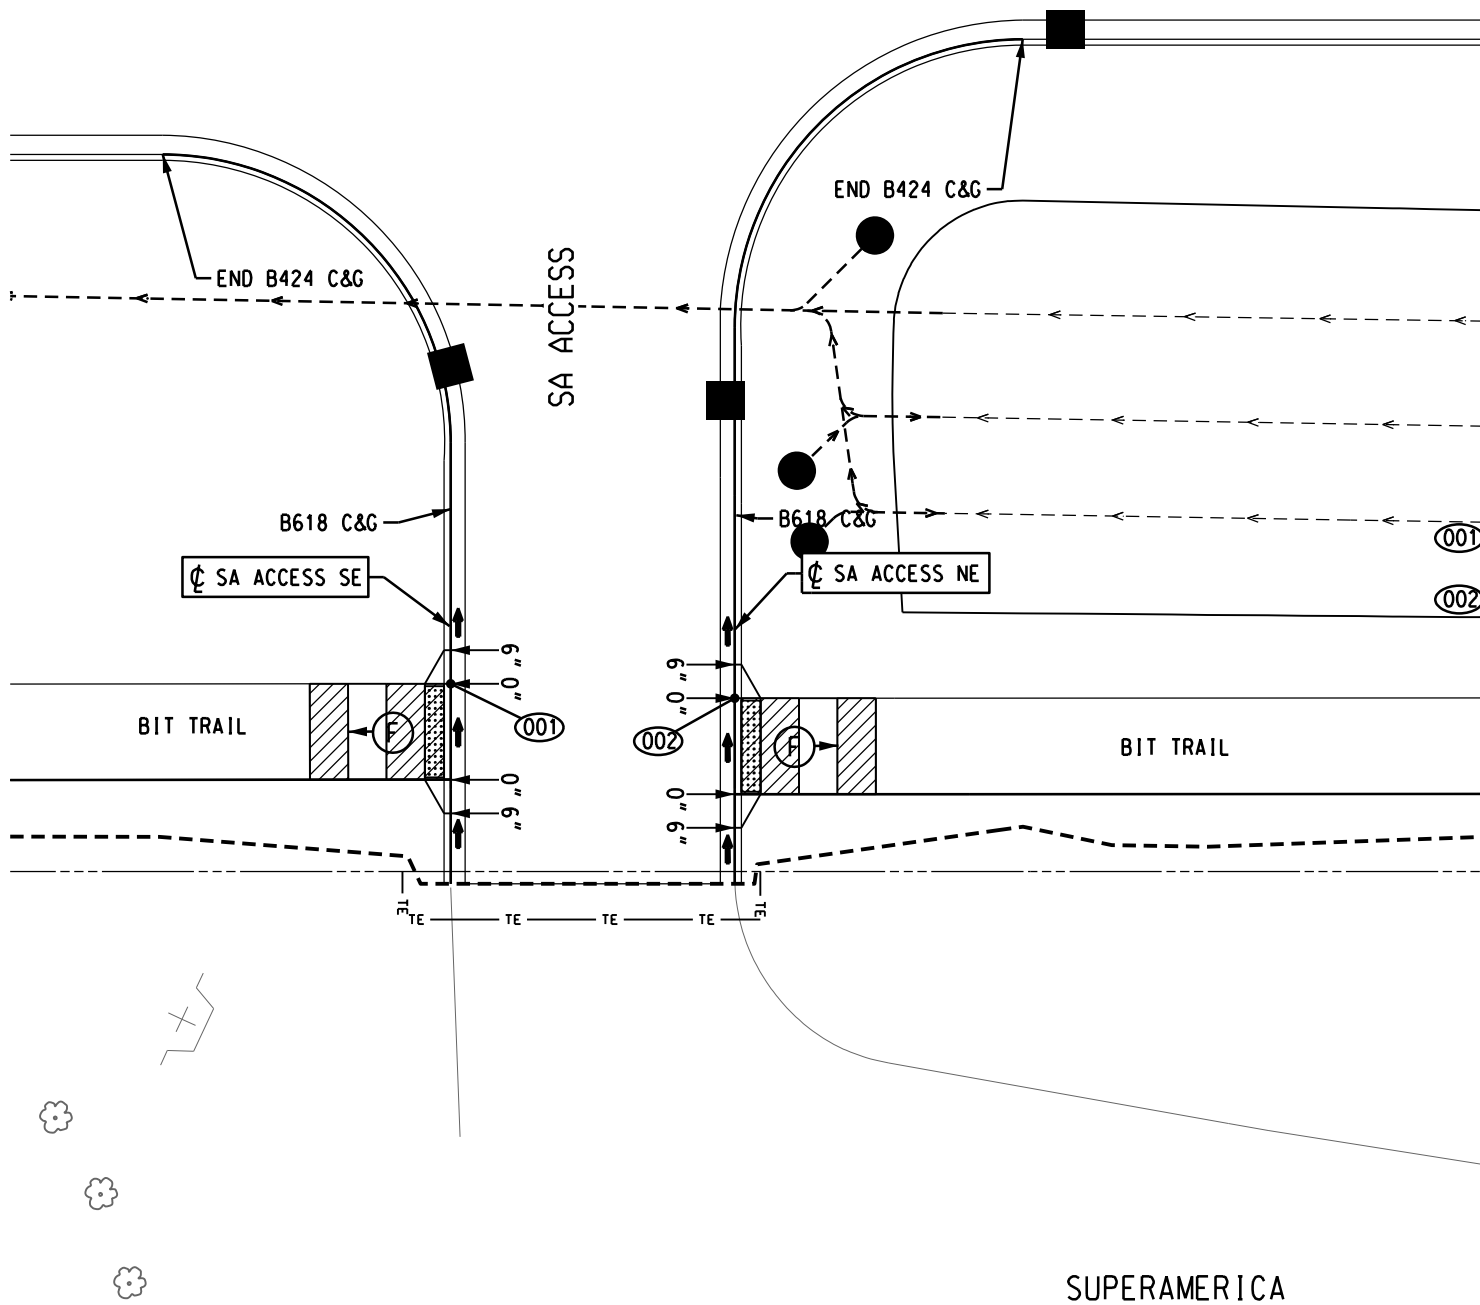 END B424 C&G
END B424 C&G
SA ACCESS
B618 C&G
B618 C&G
℄ SA ACCESS SE
℄ SA ACCESS NE
001
002
6"
6"
0"
0"
BIT TRAIL
F
001
002
F
BIT TRAIL
0"
0"
6"
6"
TE
TE
TE
TE
TE
TE
SUPERAMERICA